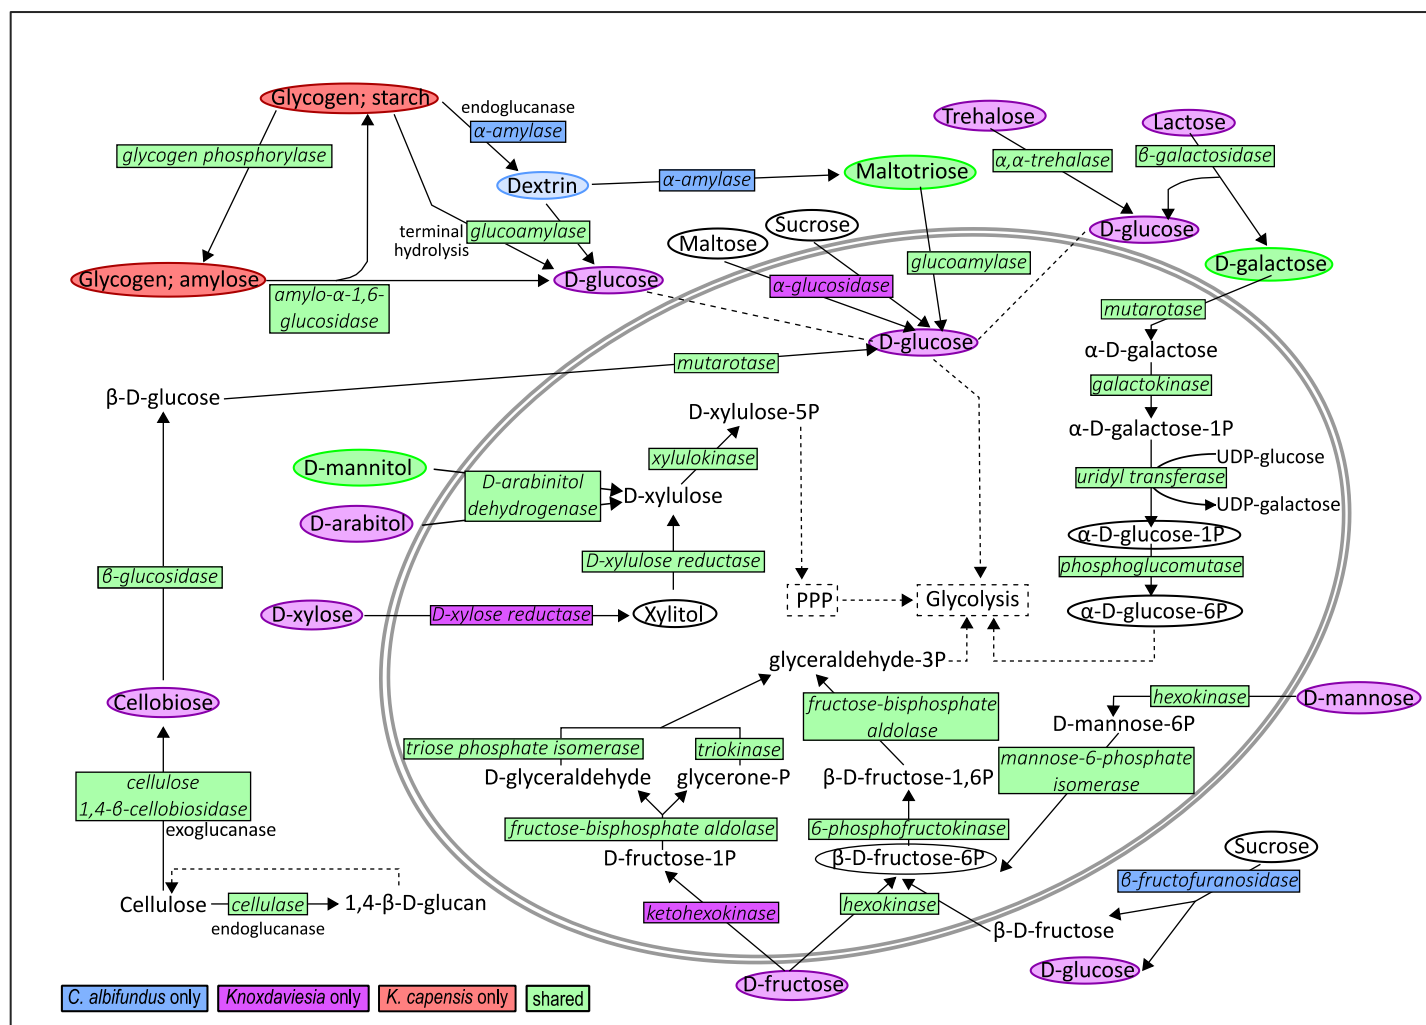 Glycogen; starch
endoglucanase
α-amylase
glycogen phosphorylase
Dextrin
α-amylase
Maltotriose
Trehalose
Lactose
α,α-trehalase
β-galactosidase
terminal
hydrolysis
glucoamylase
Maltose
Sucrose
D-glucose
D-galactose
Glycogen; amylose
amylo-α-1,6-
glucosidase
D-glucose
α-glucosidase
glucoamylase
mutarotase
D-glucose
α-D-galactose
mutarotase
galactokinase
β-D-glucose
D-xylulose-5P
α-D-galactose-1P
D-mannitol
xylulokinase
UDP-glucose
uridyl transferase
D-arabinitol
dehydrogenase
D-xylulose
UDP-galactose
D-arabitol
α-D-glucose-1P
β-glucosidase
D-xylulose reductase
phosphoglucomutase
PPP
Glycolysis
D-xylose
D-xylose reductase
Xylitol
α-D-glucose-6P
glyceraldehyde-3P
Cellobiose
hexokinase
D-mannose
fructose-bisphosphate
aldolase
D-mannose-6P
triose phosphate isomerase
triokinase
mannose-6-phosphate
isomerase
D-glyceraldehyde
glycerone-P
β-D-fructose-1,6P
cellulose
1,4-β-cellobiosidase
exoglucanase
fructose-bisphosphate aldolase
6-phosphofructokinase
D-fructose-1P
β-D-fructose-6P
Sucrose
β-fructofuranosidase
Cellulose
cellulase
1,4-β-D-glucan
endoglucanase
ketohexokinase
hexokinase
β-D-fructose
D-glucose
D-fructose
C. albifundus only
Knoxdaviesia only
K. capensis only
shared